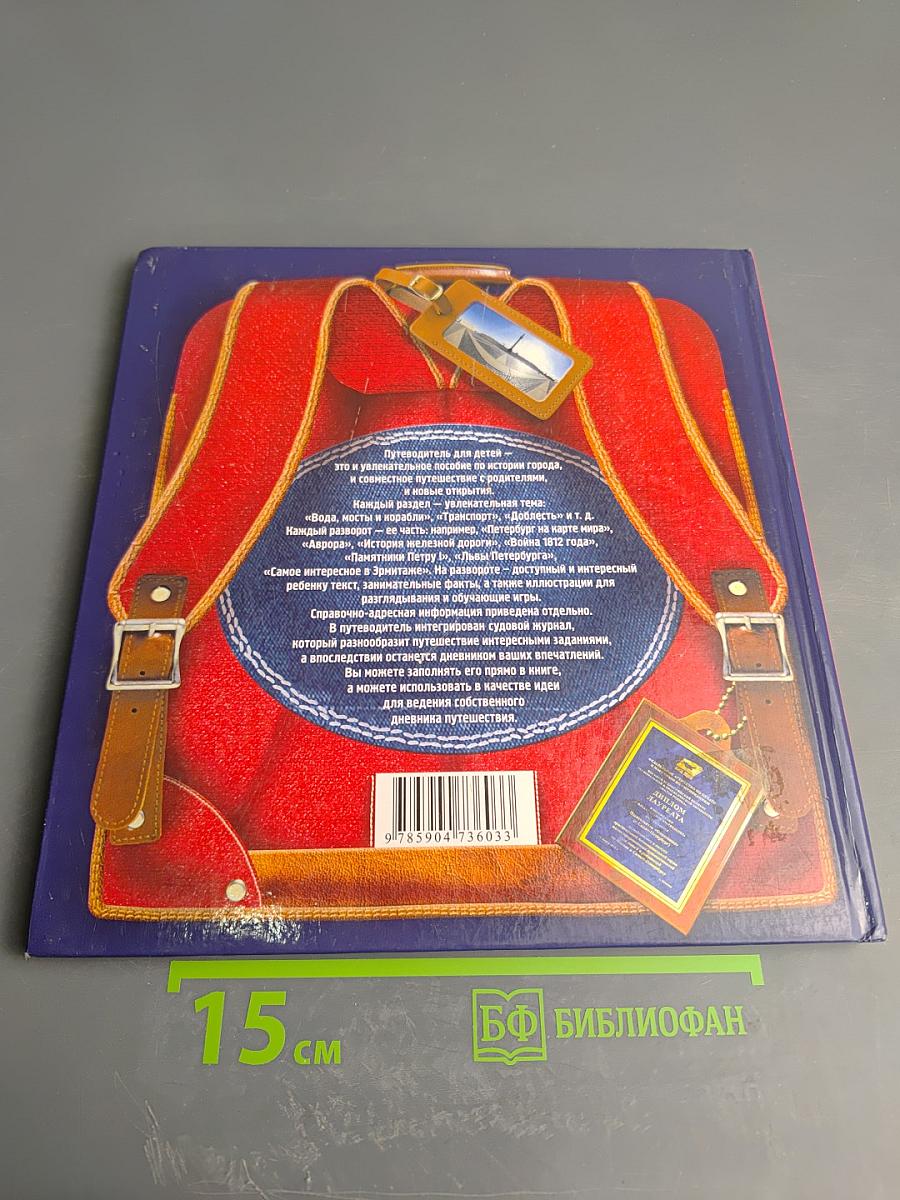 Путеводитель для детей —
это и увлекательное пособие по истории города,
и совместное путешествие с родителями,
и новые открытия.
Каждый раздел — увлекательная тема:
«Вода, мосты и корабли», «Транспорт», «Доблесть» и т. д.
Каждый разворот — ее часть: например, «Петербург на карте мира»,
«Аврора», «История железной дороги», «Война 1812 года»,
«Памятники Петру I», «Львы Петербурга»,
«Самое интересное в Эрмитаже». На развороте – доступный и интересный
ребенку текст, занимательные факты, а также иллюстрации для
разглядывания и обучающие игры.
Справочно-адресная информация приведена отдельно.
В путеводитель интегрирован судовой журнал,
который разнообразит путешествие интересными заданиями,
а впоследствии останется дневником ваших впечатлений.
Вы можете заполнять его прямо в книге,
а можете использовать в качестве идеи
для ведения собственного
дневника путешествия.
ДИПЛОМ
ЛАУРЕАТА
9 785904 736033
15 см
БФ БИБЛИОФАН